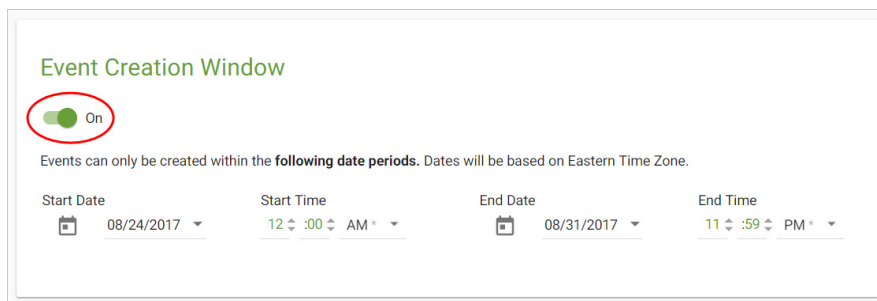 Event Creation Window
On
Events can only be created within the following date periods. Dates will be based on Eastern Time Zone.
Start Date Start Time End Date End Time
08/24/2017 12 :00 AM * 08/31/2017 11 :59 PM *